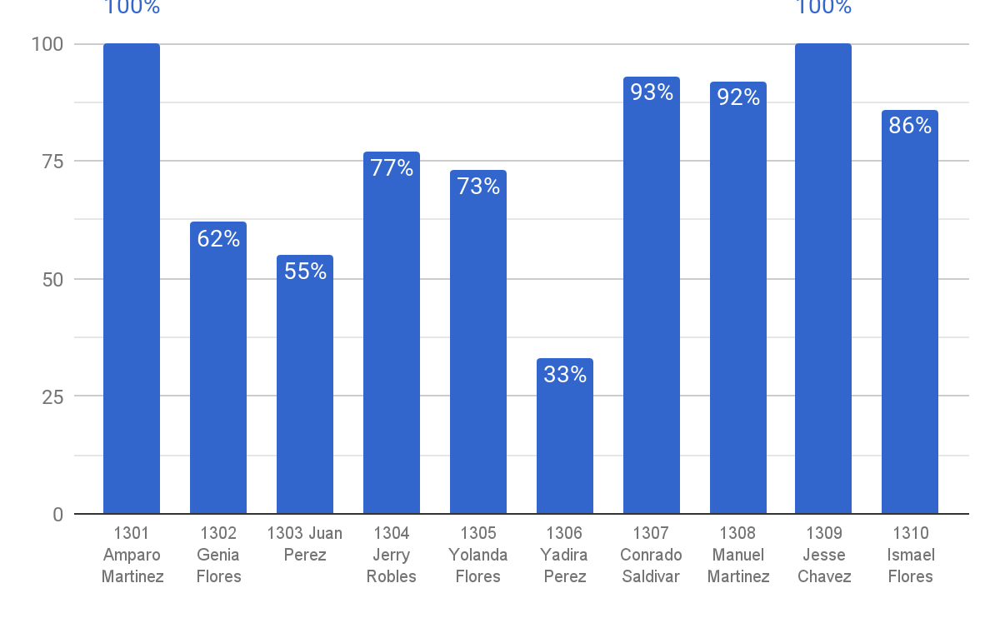 100%
100%
100
93%
92%
86%
75
77%
73%
62%
55%
50
33%
25
0
1301 Amparo Martinez
1302 Genia Flores
1303 Juan Perez
1304 Jerry Robles
1305 Yolanda Flores
1306 Yadira Perez
1307 Conrado Saldivar
1308 Manuel Martinez
1309 Jesse Chavez
1310 Ismael Flores